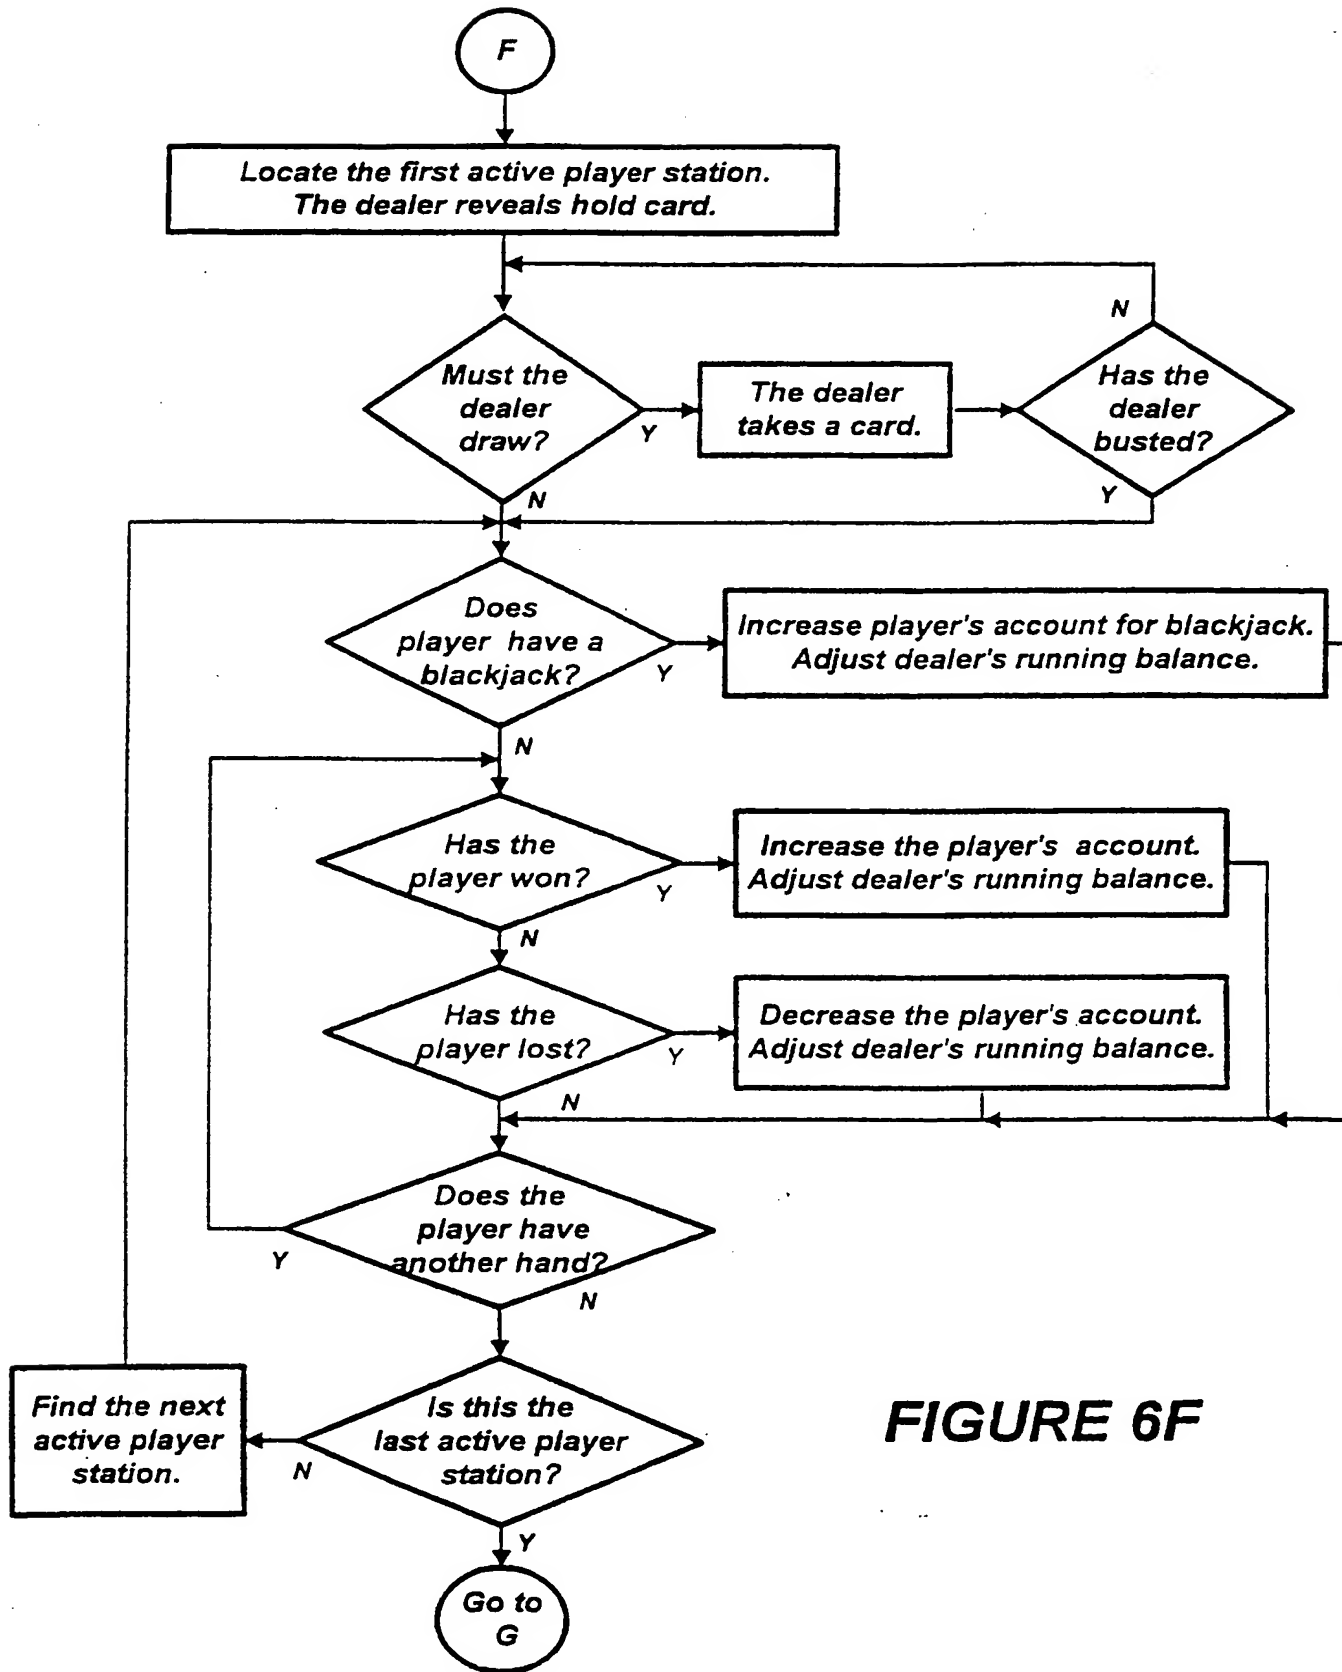 F
Locate the first active player station.
The dealer reveals hold card.
N
Must the
dealer
draw?
Y
The dealer
takes a card.
Has the
dealer
busted?
Y
N
Does
player have a
blackjack?
Y
Increase player's account for blackjack.
Adjust dealer's running balance.
N
Has the
player won?
Y
Increase the player's account.
Adjust dealer's running balance.
N
Has the
player lost?
Y
Decrease the player's account.
Adjust dealer's running balance.
N
Does the
player have
another hand?
Y
N
Find the next
active player
station.
N
Is this the
last active player
station?
FIGURE 6F
Y
Go to
G